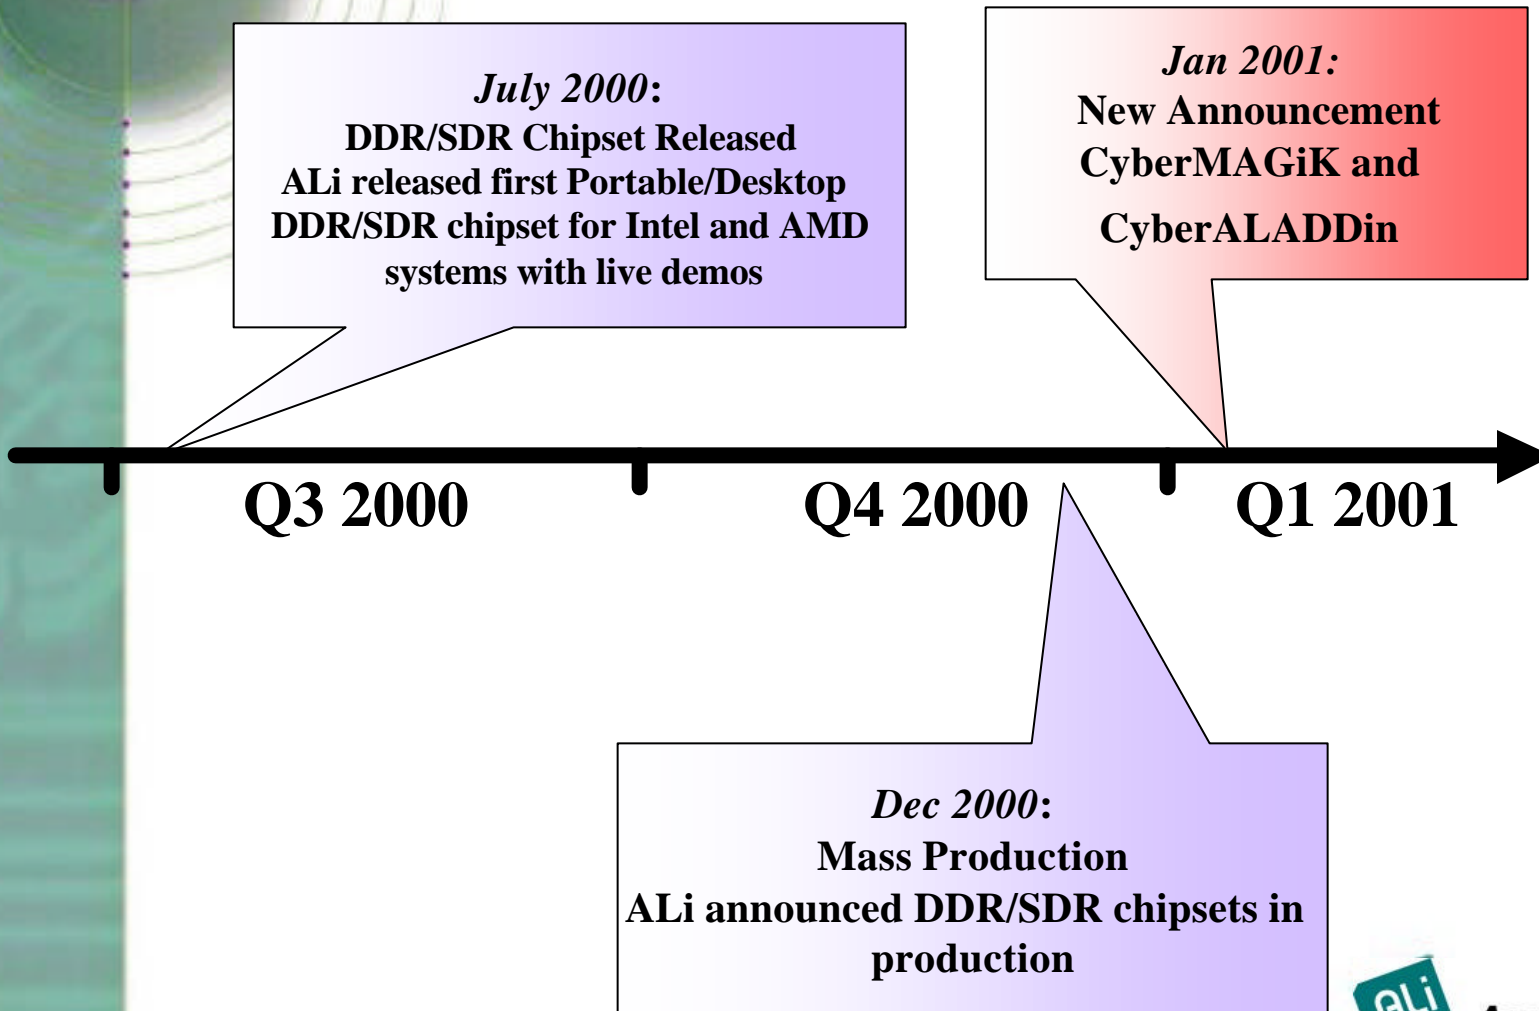 July 2000:
DDR/SDR Chipset Released
ALi released first Portable/Desktop
DDR/SDR chipset for Intel and AMD
systems with live demos
Jan 2001:
New Announcement
CyberMAGiK and
CyberALADDin
Q3 2000
Q4 2000
Q1 2001
Dec 2000:
Mass Production
ALi announced DDR/SDR chipsets in
production
ALi